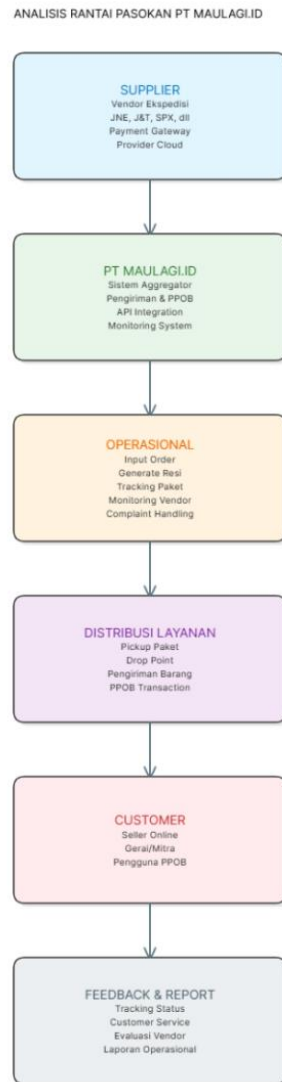 ANALISIS RANTAI PASOKAN PT MAULAGI.ID
SUPPLIER
Vendor Ekspedisi
JNE, J&T, SPX, dll
Payment Gateway
Provider Cloud
PT MAULAGI.ID
Sistem Aggregator
Pengiriman & PPOB
API Integration
Monitoring System
OPERASIONAL
Input Order
Generate Resi
Tracking Paket
Monitoring Vendor
Complaint Handling
DISTRIBUSI LAYANAN
Pickup Paket
Drop Point
Pengiriman Barang
PPOB Transaction
CUSTOMER
Seller Online
Gerai/Mitra
Pengguna PPOB
FEEDBACK & REPORT
Tracking Status
Customer Service
Evaluasi Vendor
Laporan Operasional